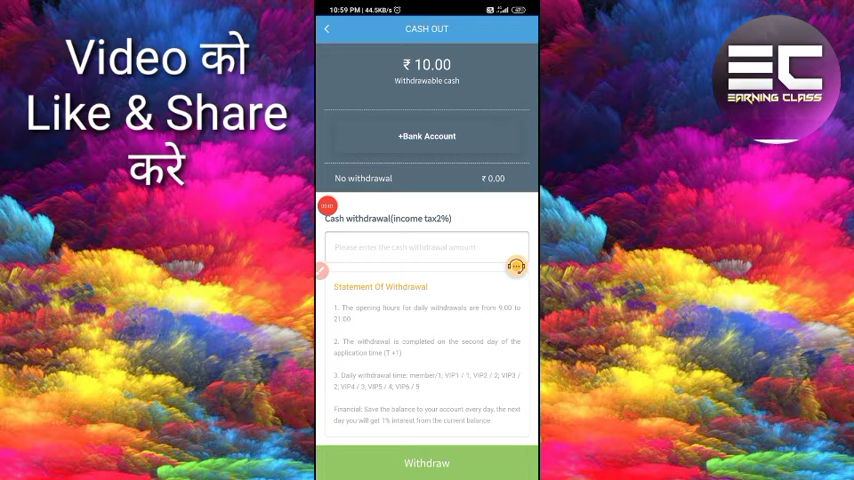 Video को
Like & Share
करे
EC
EARNING CLASS
10:59 PM | 44.5KB/s
CASH OUT
₹ 10.00
Withdrawable cash
+Bank Account
No withdrawal ₹ 0.00
Cash withdrawal(income tax2%)
Please enter the cash withdrawal amount
Statement Of Withdrawal
1. The opening hours for daily withdrawals are from 9:00 to
21:00
2. The withdrawal is completed on the second day of the
application time (T +1)
3. Daily withdrawal time: member/1; VIP1 / 1; VIP2 / 2; VIP3 /
2; VIP4 / 3; VIP5 / 4; VIP6 / 5
Financial: Save the balance to your account every day, the next
day you will get 1% interest from the current balance
Withdraw